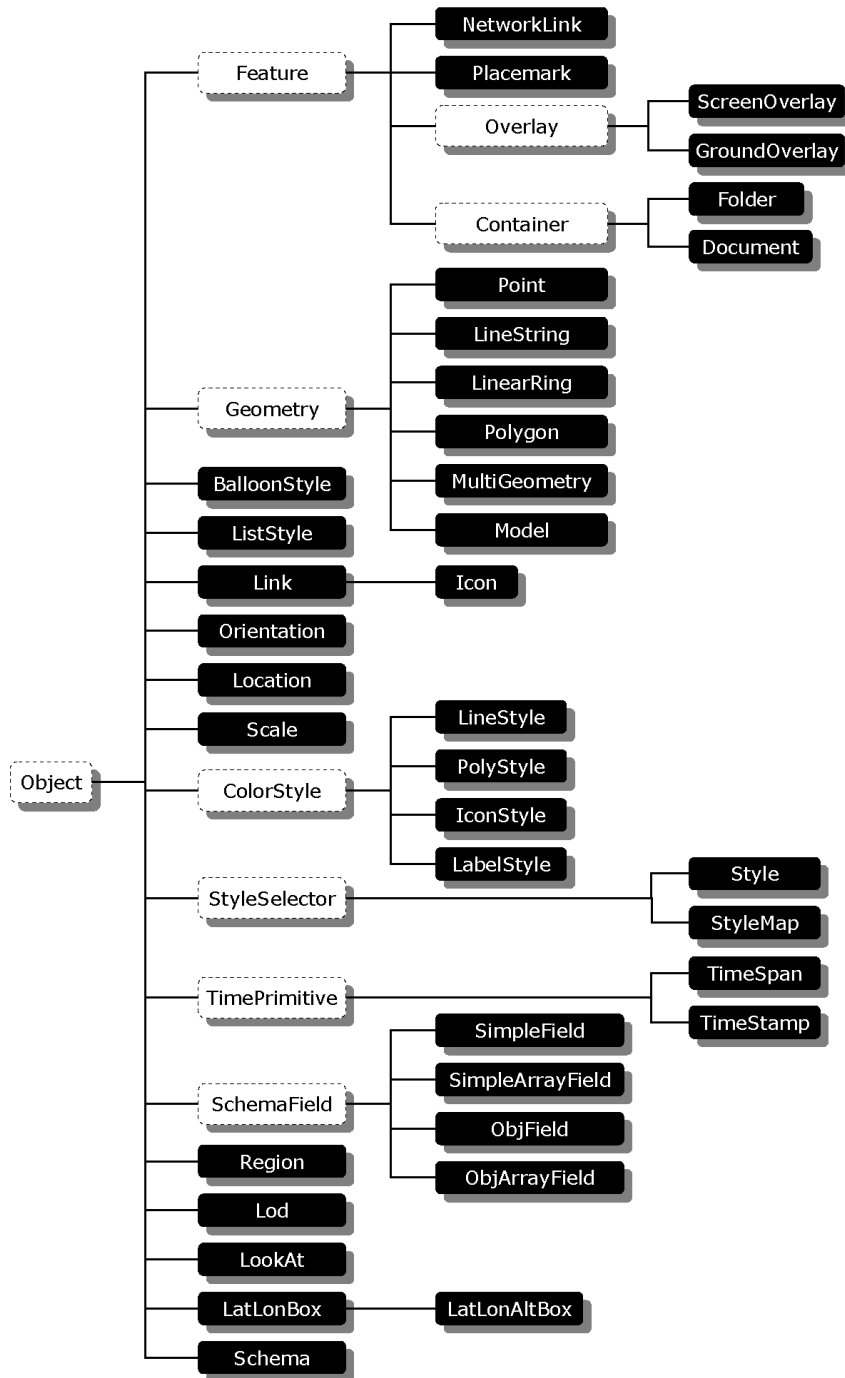 NetworkLink
Feature
Placemark
ScreenOverlay
Overlay
GroundOverlay
Folder
Container
Document
Point
LineString
LinearRing
Geometry
Polygon
MultiGeometry
BalloonStyle
Model
ListStyle
Link
Icon
Orientation
Location
LineStyle
Scale
PolyStyle
Object
ColorStyle
IconStyle
LabelStyle
Style
StyleSelector
StyleMap
TimeSpan
TimePrimitive
TimeStamp
SimpleField
SimpleArrayField
SchemaField
ObjField
Region
ObjArrayField
Lod
LookAt
LatLonBox
LatLonAltBox
Schema